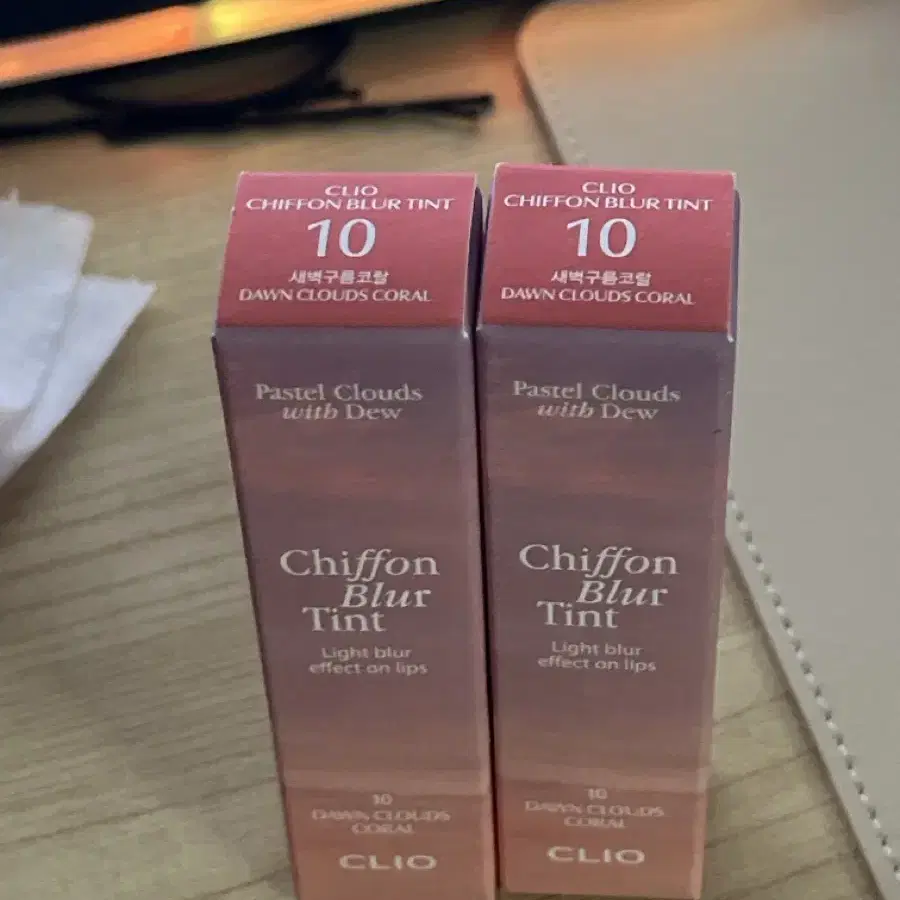 CLIO
CHIFFON BLUR TINT
10
새벽구름코랄
DAWN CLOUDS CORAL
Pastel Clouds
with Dew
Chiffon
Blur
Tint
Light blur
effect on lips
10
DAWN CLOUDS
CORAL
CLIO
CLIO
CHIFFON BLUR TINT
10
새벽구름코랄
DAWN CLOUDS CORAL
Pastel Clouds
with Dew
Chiffon
Blur
Tint
Light blur
effect on lips
10
DAWN CLOUDS
CORAL
CLIO